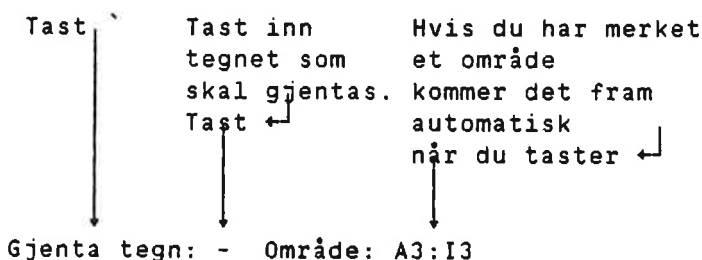 Tast `
Tast inn
tegnet som
skal gjentas.
Tast ↵
Hvis du har merket
et område
kommer det fram
automatisk
når du taster ↵
Gjenta tegn: - Område: A3:I3